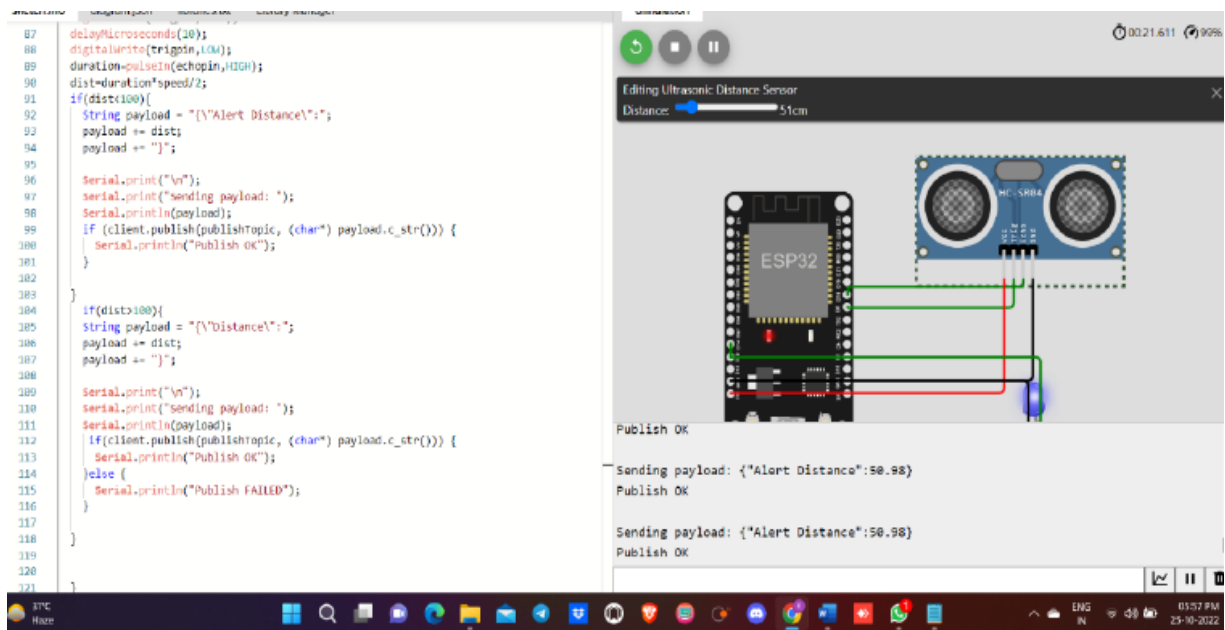 Simulation
00:21.611 99%
87 delayMicroseconds(10);
88 digitalWrite(trigpin,LOW);
89 duration=pulseIn(echopin,HIGH);
90 dist=duration*speed/2;
91 if(dist<100){
92 String payload = "{\"Alert Distance\":";
93 payload += dist;
94 payload += "}";
95
96 Serial.print("\n");
97 Serial.print("Sending payload: ");
98 Serial.println(payload);
99 if (client.publish(publishTopic, (char*) payload.c_str())) {
100 Serial.println("Publish OK");
101 }
102
103 }
104 if(dist>100){
105 String payload = "{\"Distance\":";
106 payload += dist;
107 payload += "}";
108
109 Serial.print("\n");
110 Serial.print("Sending payload: ");
111 Serial.println(payload);
112 if(client.publish(publishTopic, (char*) payload.c_str())) {
113 Serial.println("Publish OK");
114 }else {
115 Serial.println("Publish FAILED");
116 }
117
118 }
119
120
121 }
Editing Ultrasonic Distance Sensor
Distance: 51cm
HC-SR04
ESP32
Publish OK
Sending payload: {"Alert Distance":50.98}
Publish OK
Sending payload: {"Alert Distance":50.98}
Publish OK
37°C
Haze
ENG
IN
03:57 PM
25-10-2022